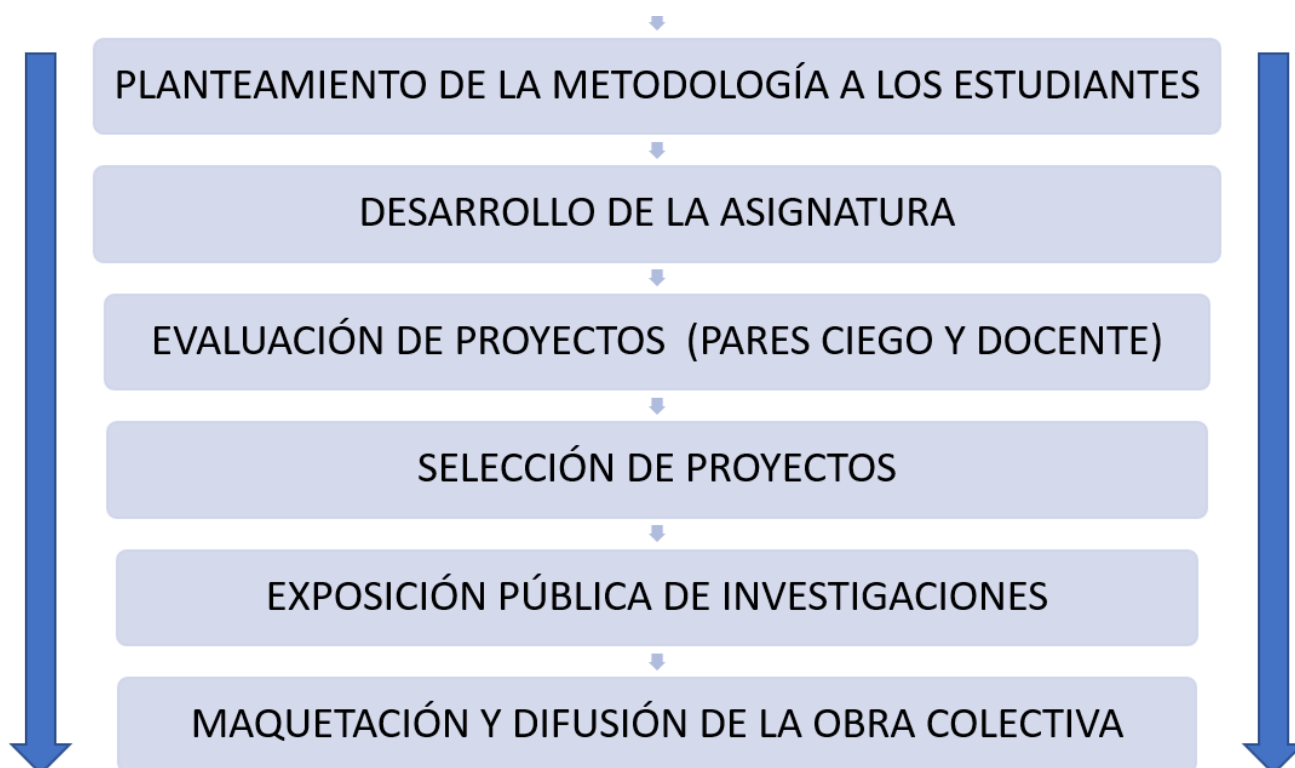 PLANTEAMIENTO DE LA METODOLOGÍA A LOS ESTUDIANTES
DESARROLLO DE LA ASIGNATURA
EVALUACIÓN DE PROYECTOS  (PARES CIEGO Y DOCENTE)
SELECCIÓN DE PROYECTOS
EXPOSICIÓN PÚBLICA DE INVESTIGACIONES
MAQUETACIÓN Y DIFUSIÓN DE LA OBRA COLECTIVA